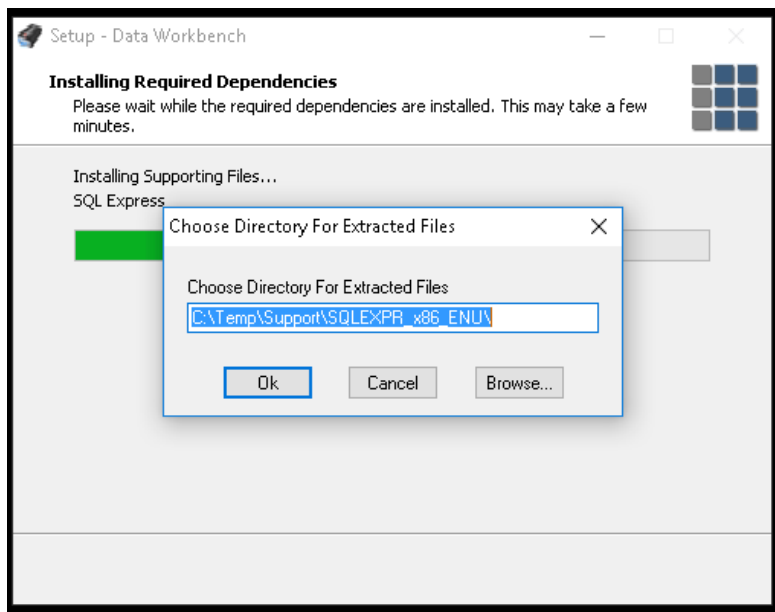 Setup - Data Workbench
Installing Required Dependencies
Please wait while the required dependencies are installed. This may take a few
minutes.
Installing Supporting Files...
SQL Express
Choose Directory For Extracted Files
Choose Directory For Extracted Files
C:\Temp\Support\SQLEXPR_x86_ENU\
Ok Cancel Browse...